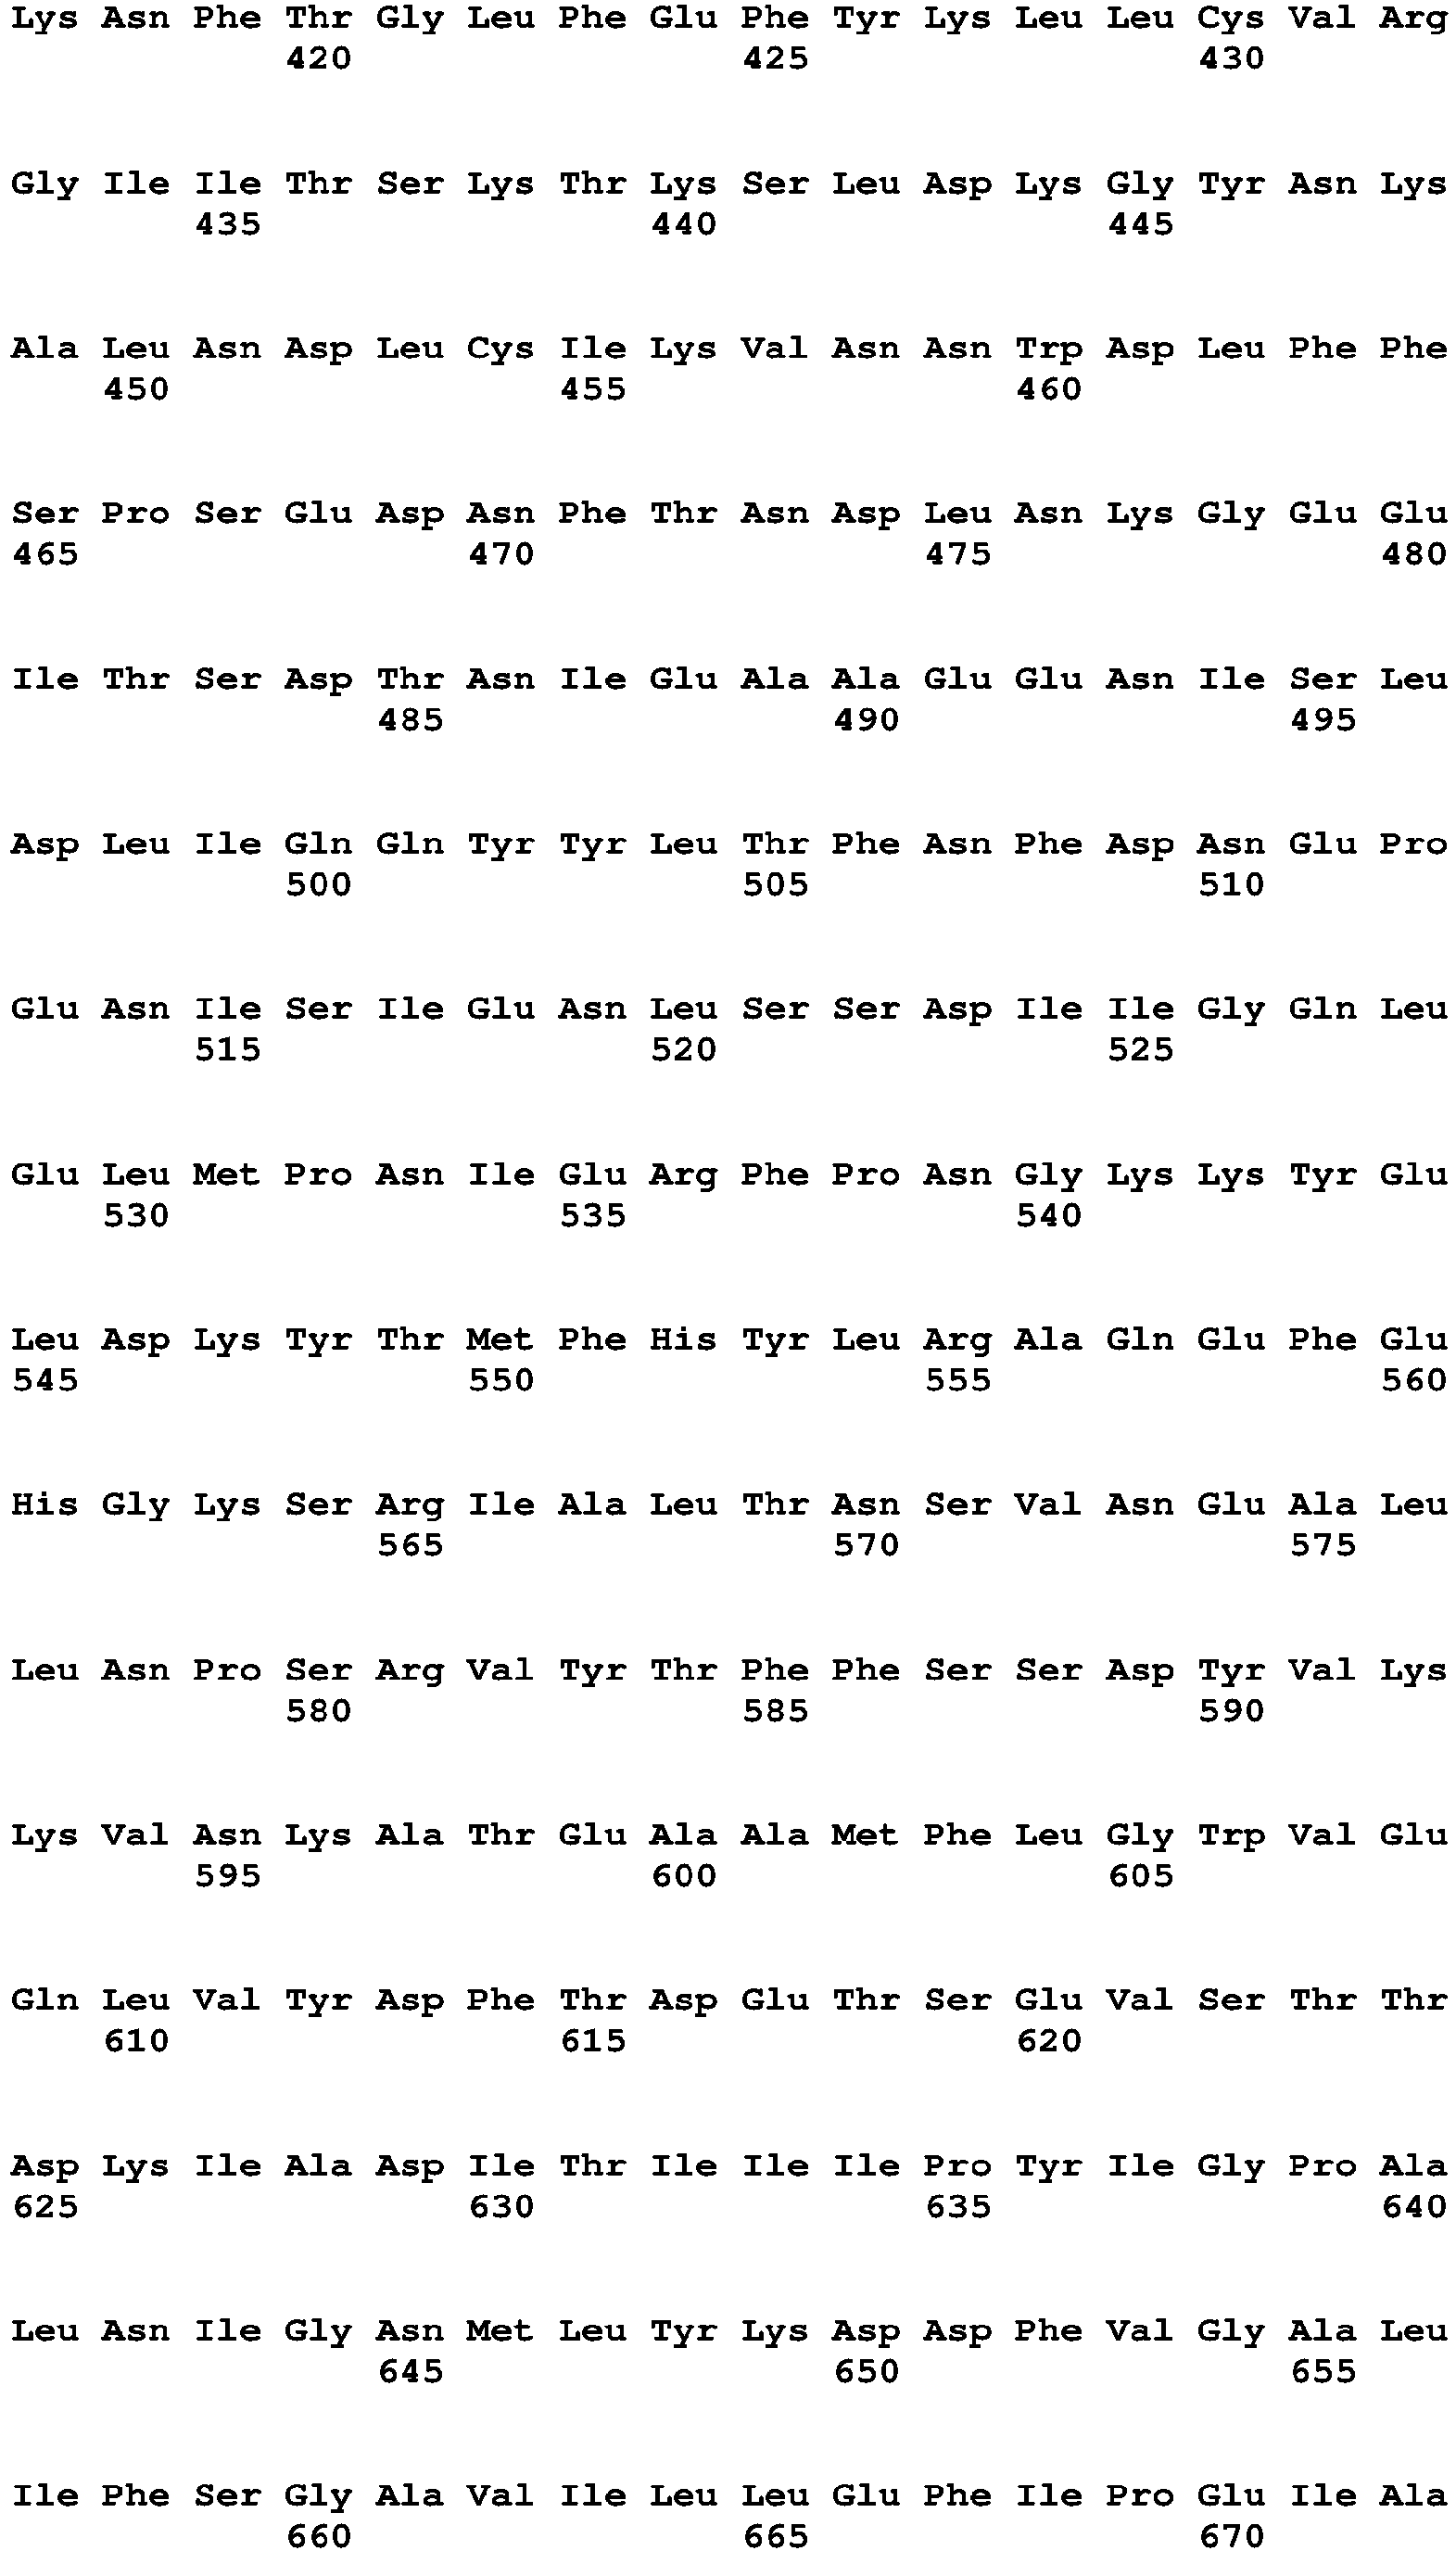 Lys Asn Phe Thr Gly Leu Phe Glu Phe Tyr Lys Leu Leu Cys Val Arg
420 425 430
Gly Ile Ile Thr Ser Lys Thr Lys Ser Leu Asp Lys Gly Tyr Asn Lys
435 440 445
Ala Leu Asn Asp Leu Cys Ile Lys Val Asn Asn Trp Asp Leu Phe Phe
450 455 460
Ser Pro Ser Glu Asp Asn Phe Thr Asn Asp Leu Asn Lys Gly Glu Glu
465 470 475 480
Ile Thr Ser Asp Thr Asn Ile Glu Ala Ala Glu Glu Asn Ile Ser Leu
485 490 495
Asp Leu Ile Gln Gln Tyr Tyr Leu Thr Phe Asn Phe Asp Asn Glu Pro
500 505 510
Glu Asn Ile Ser Ile Glu Asn Leu Ser Ser Asp Ile Ile Gly Gln Leu
515 520 525
Glu Leu Met Pro Asn Ile Glu Arg Phe Pro Asn Gly Lys Lys Tyr Glu
530 535 540
Leu Asp Lys Tyr Thr Met Phe His Tyr Leu Arg Ala Gln Glu Phe Glu
545 550 555 560
His Gly Lys Ser Arg Ile Ala Leu Thr Asn Ser Val Asn Glu Ala Leu
565 570 575
Leu Asn Pro Ser Arg Val Tyr Thr Phe Phe Ser Ser Asp Tyr Val Lys
580 585 590
Lys Val Asn Lys Ala Thr Glu Ala Ala Met Phe Leu Gly Trp Val Glu
595 600 605
Gln Leu Val Tyr Asp Phe Thr Asp Glu Thr Ser Glu Val Ser Thr Thr
610 615 620
Asp Lys Ile Ala Asp Ile Thr Ile Ile Ile Pro Tyr Ile Gly Pro Ala
625 630 635 640
Leu Asn Ile Gly Asn Met Leu Tyr Lys Asp Asp Phe Val Gly Ala Leu
645 650 655
Ile Phe Ser Gly Ala Val Ile Leu Leu Glu Phe Ile Pro Glu Ile Ala
660 665 670